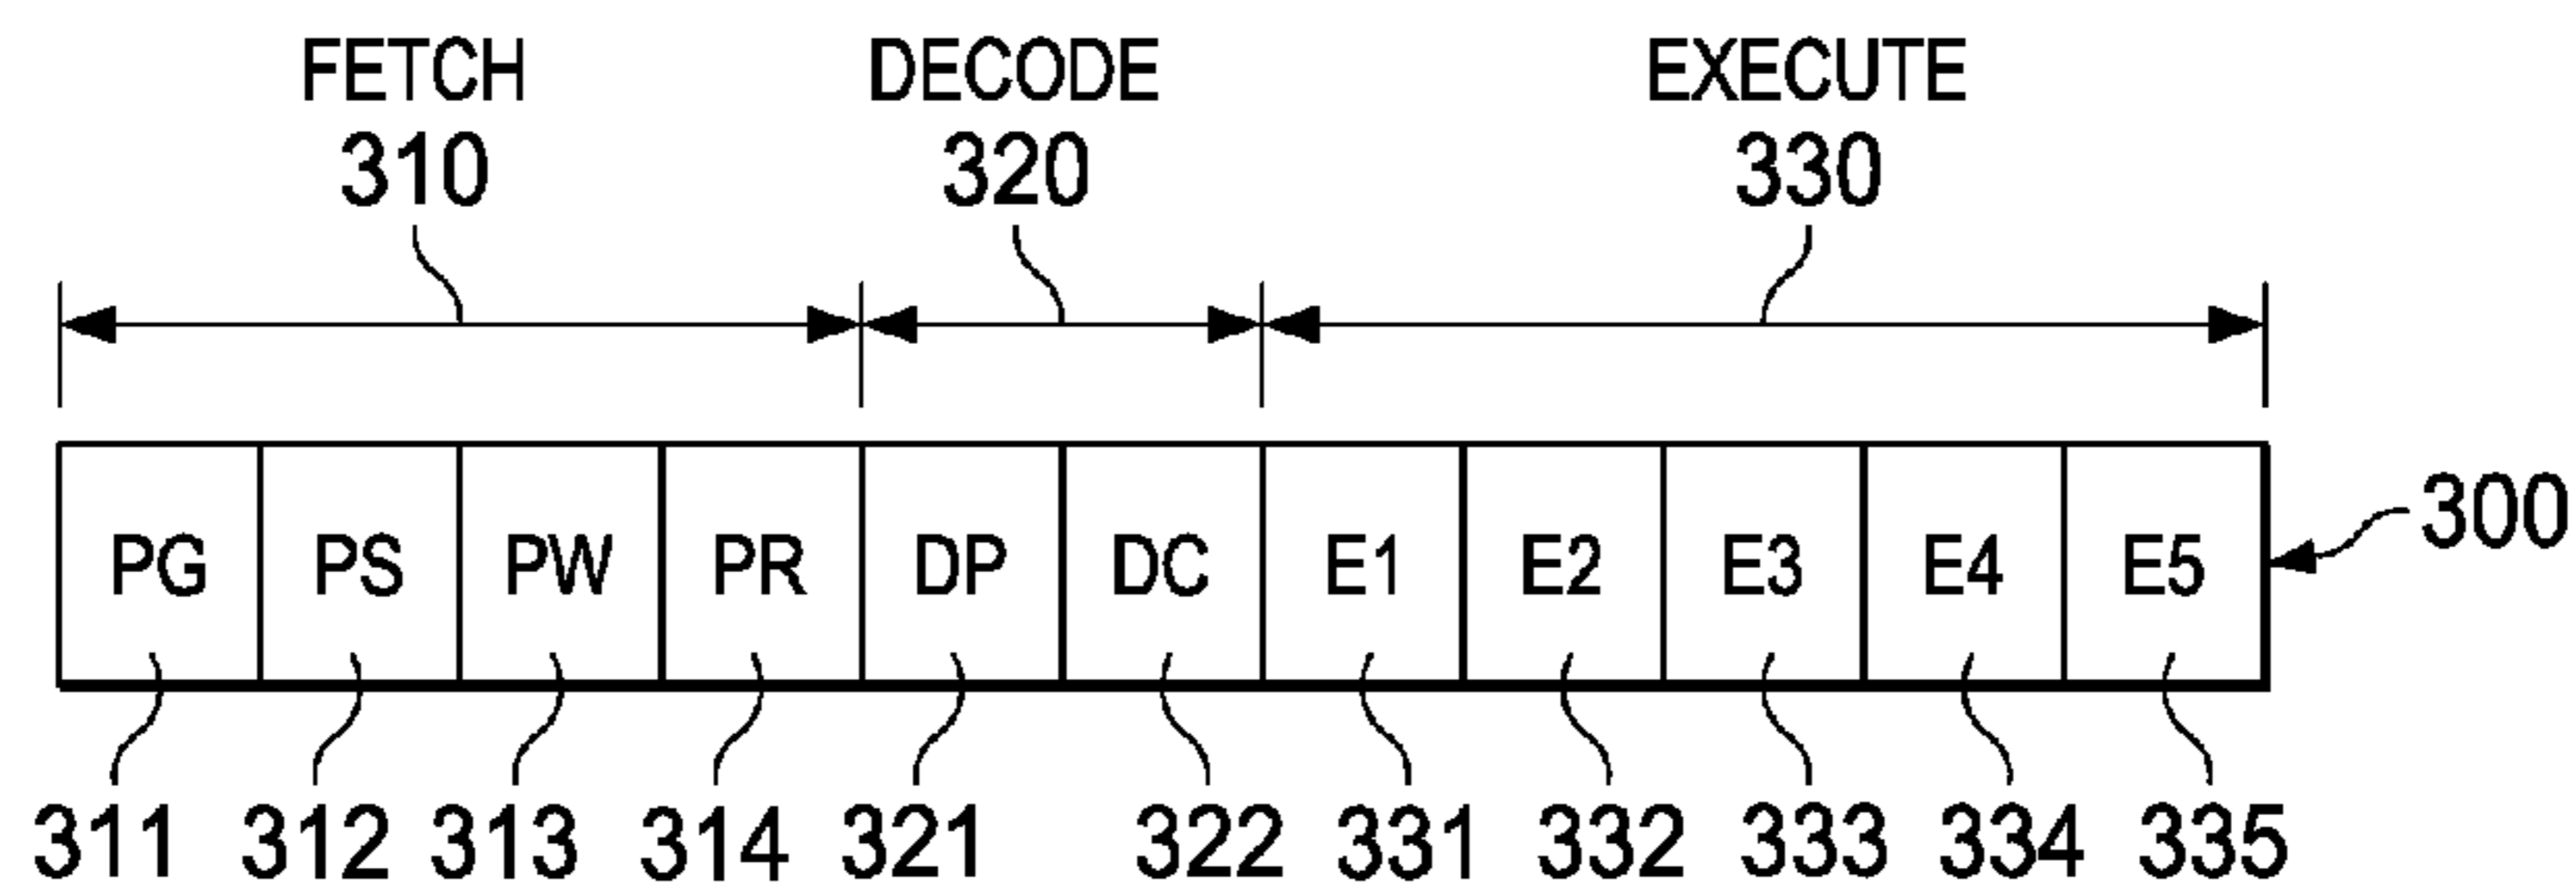 FETCH DECODE EXECUTE
310 320 330
PG PS PW PR DP DC E1 E2 E3 E4 E5
300
311 312 313 314 321 322 331 332 333 334 335